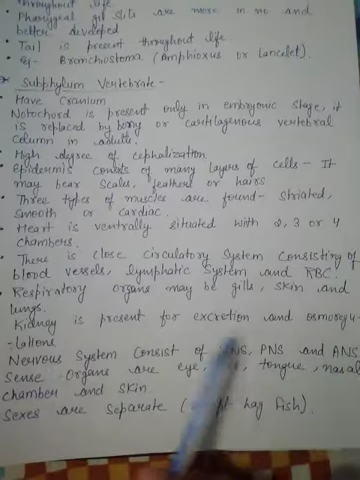 throughout life
Pharyngeal gill slits are more in no and
better developed
Tail is present throughout life
Eg - Branchiostoma (Amphioxus or Lancelet).
Subphylum Vertebrate -
Have Cranium
Notochord is present only in embryonic stage, it
is replaced by bony or cartilagenous vertebral
column in adults.
High degree of cephalization.
Epidermis consists of many layers of cells - It
may bear scales, feathers or hairs
Three types of muscles are found - striated,
smooth or cardiac.
Heart is ventrally situated with 2, 3 or 4
chambers.
There is close circulatory system consisting of
blood vessels, lymphatic system and RBC.
Respiratory organs may be gills, skin and
lungs.
Kidney is present for excretion and osmoregu-
-lations
Nervous System Consist of CNS, PNS and ANS
Sense Organs are eye, tongue, nasal
chamber and skin
Sexes are separate ( hag fish).